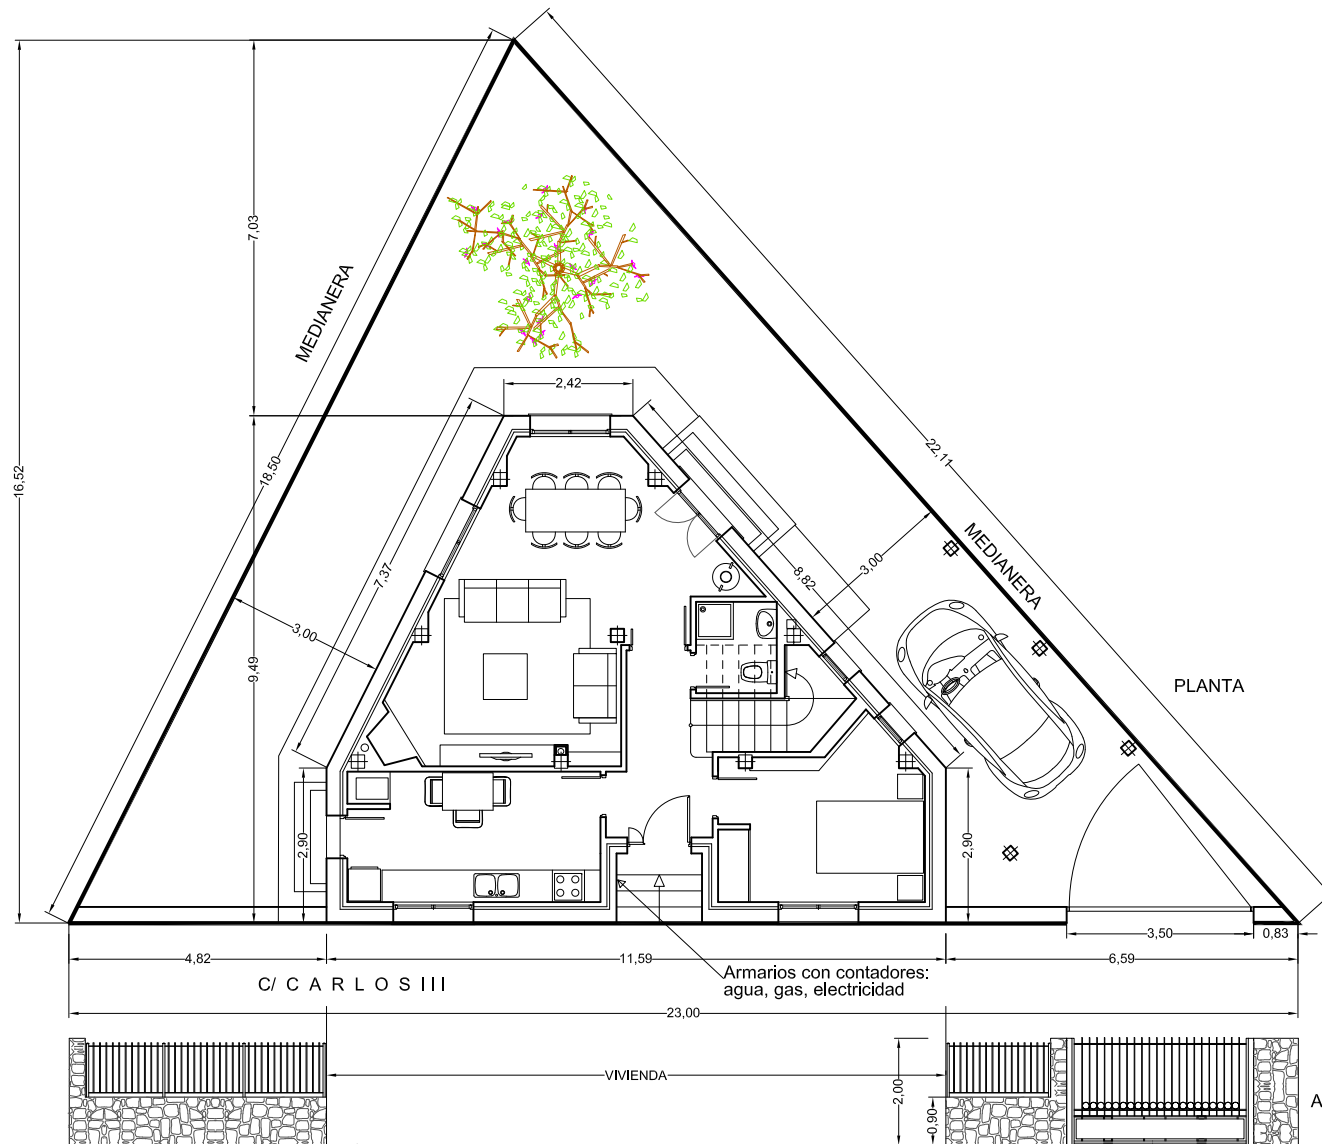 7,03
16,52
MEDIANERA
18,50
2,42
22,11
7,37
8,82
3,00
MEDIANERA
3,00
9,49
PLANTA
2,90
2,90
3,50
0,83
4,82
11,59
6,59
C/ C A R L O S III
Armarios con contadores:
agua, gas, electricidad
23,00
VIVIENDA
2,00
0,90
A